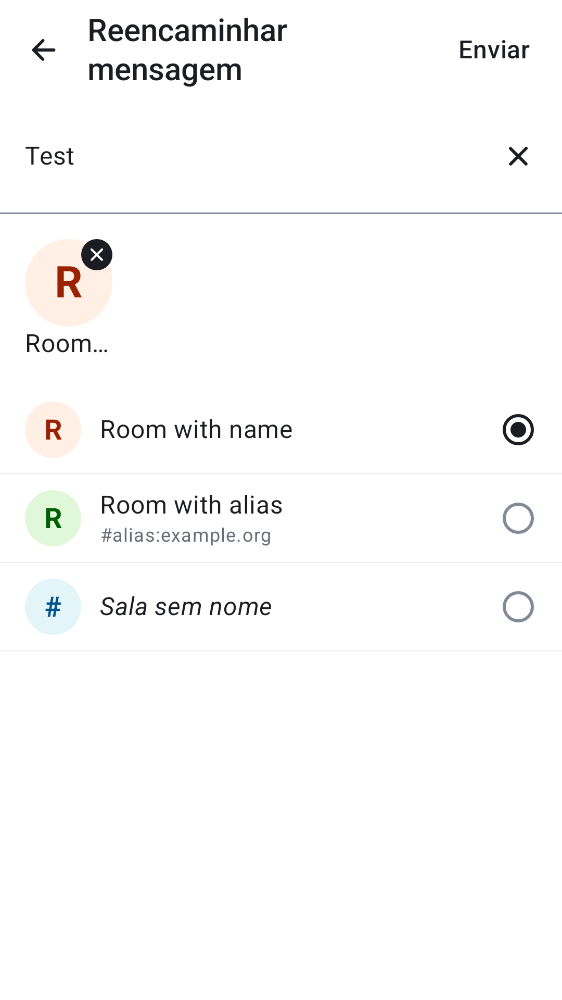 Reencaminhar
mensagem
Enviar
Test
R
Room...
R
Room with name
R
Room with alias
#alias:example.org
#
Sala sem nome